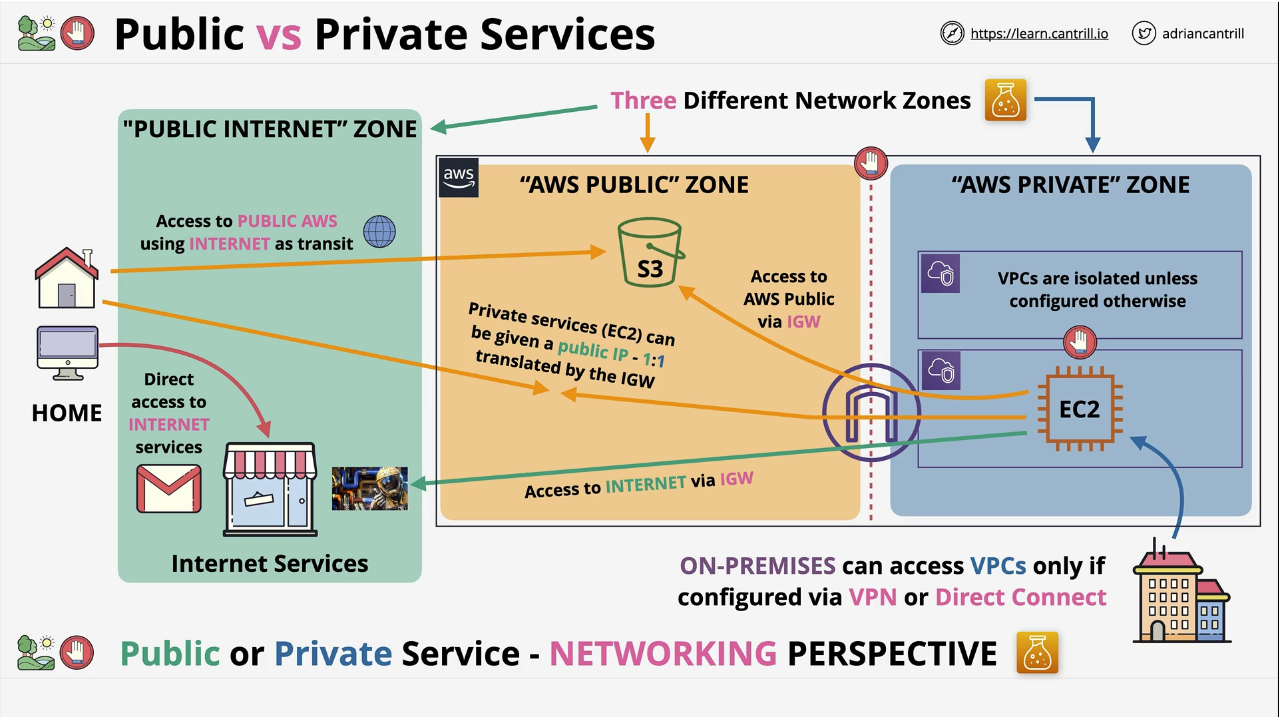 Public vs Private Services
https://learn.cantrill.io
adriancantrill
Three Different Network Zones
"PUBLIC INTERNET” ZONE
aws
“AWS PUBLIC” ZONE
“AWS PRIVATE” ZONE
Access to PUBLIC AWS
using INTERNET as transit
S3
Access to
AWS Public
via IGW
VPCs are isolated unless
configured otherwise
Private services (EC2) can
be given a public IP - 1:1
translated by the IGW
HOME
Direct
access to
INTERNET
services
EC2
Access to INTERNET via IGW
Internet Services
ON-PREMISES can access VPCs only if
configured via VPN or Direct Connect
Public or Private Service - NETWORKING PERSPECTIVE